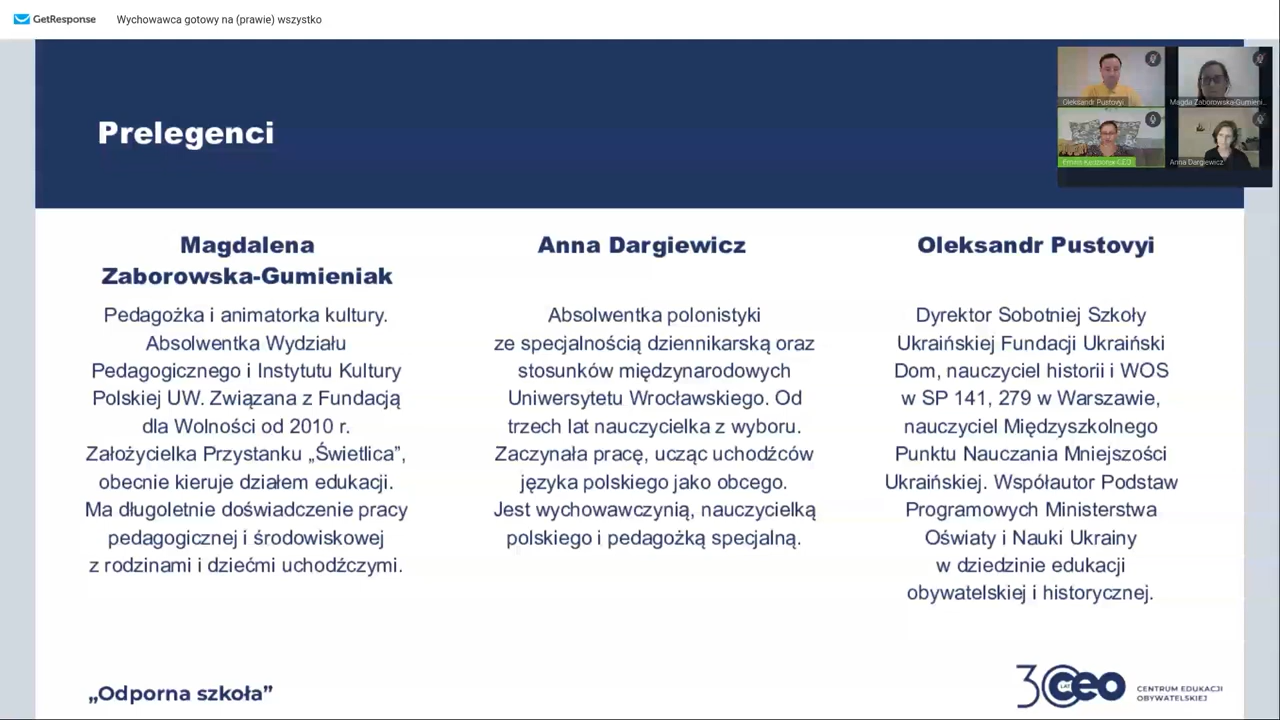 GetResponse
Wychowawca gotowy na (prawie) wszystko
Prelegenci
Oleksandr Pustovyi
Magda Zaborowska-Gumieni...
Emilia Kędziorek CEO
Anna Dargiewicz
Magdalena
Zaborowska-Gumieniak
Pedagożka i animatorka kultury.
Absolwentka Wydziału
Pedagogicznego i Instytutu Kultury
Polskiej UW. Związana z Fundacją
dla Wolności od 2010 r.
Założycielka Przystanku „Świetlica”,
obecnie kieruje działem edukacji.
Ma długoletnie doświadczenie pracy
pedagogicznej i środowiskowej
z rodzinami i dziećmi uchodźczymi.
Anna Dargiewicz
Absolwentka polonistyki
ze specjalnością dziennikarską oraz
stosunków międzynarodowych
Uniwersytetu Wrocławskiego. Od
trzech lat nauczycielka z wyboru.
Zaczynała pracę, ucząc uchodźców
języka polskiego jako obcego.
Jest wychowawczynią, nauczycielką
polskiego i pedagożką specjalną.
Oleksandr Pustovyi
Dyrektor Sobotniej Szkoły
Ukraińskiej Fundacji Ukraiński
Dom, nauczyciel historii i WOS
w SP 141, 279 w Warszawie,
nauczyciel Międzyszkolnego
Punktu Nauczania Mniejszości
Ukraińskiej. Współautor Podstaw
Programowych Ministerstwa
Oświaty i Nauki Ukrainy
w dziedzinie edukacji
obywatelskiej i historycznej.
„Odporna szkoła”
30 LAT ceo
CENTRUM EDUKACJI
OBYWATELSKIEJ